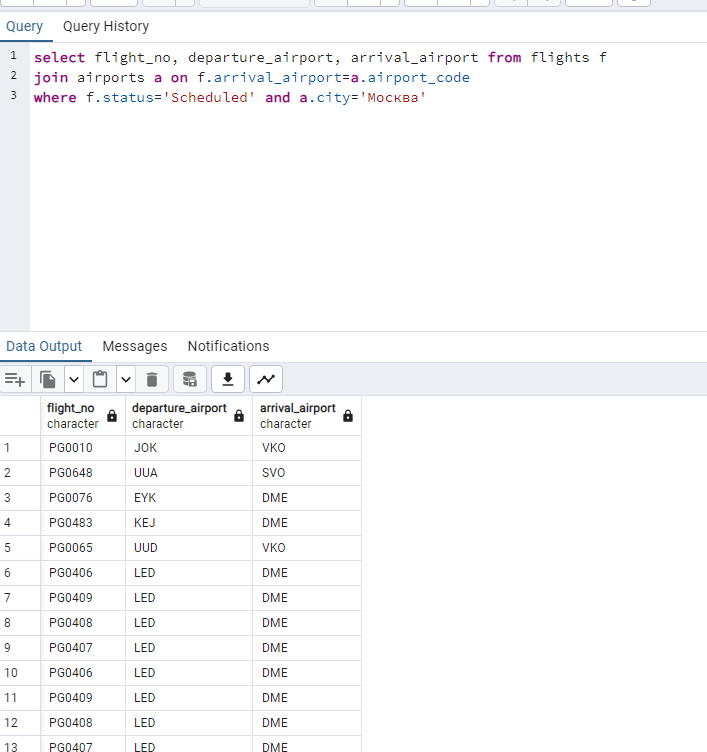 Query Query History
1 select flight_no, departure_airport, arrival_airport from flights f
2 join airports a on f.arrival_airport=a.airport_code
3 where f.status='Scheduled' and a.city='Москва'
Data Output Messages Notifications
flight_no departure_airport arrival_airport
character character character
1 PG0010 JOK VKO
2 PG0648 UUA SVO
3 PG0076 EYK DME
4 PG0483 KEJ DME
5 PG0065 UUD VKO
6 PG0406 LED DME
7 PG0409 LED DME
8 PG0408 LED DME
9 PG0407 LED DME
10 PG0406 LED DME
11 PG0409 LED DME
12 PG0408 LED DME
13 PG0407 LED DME